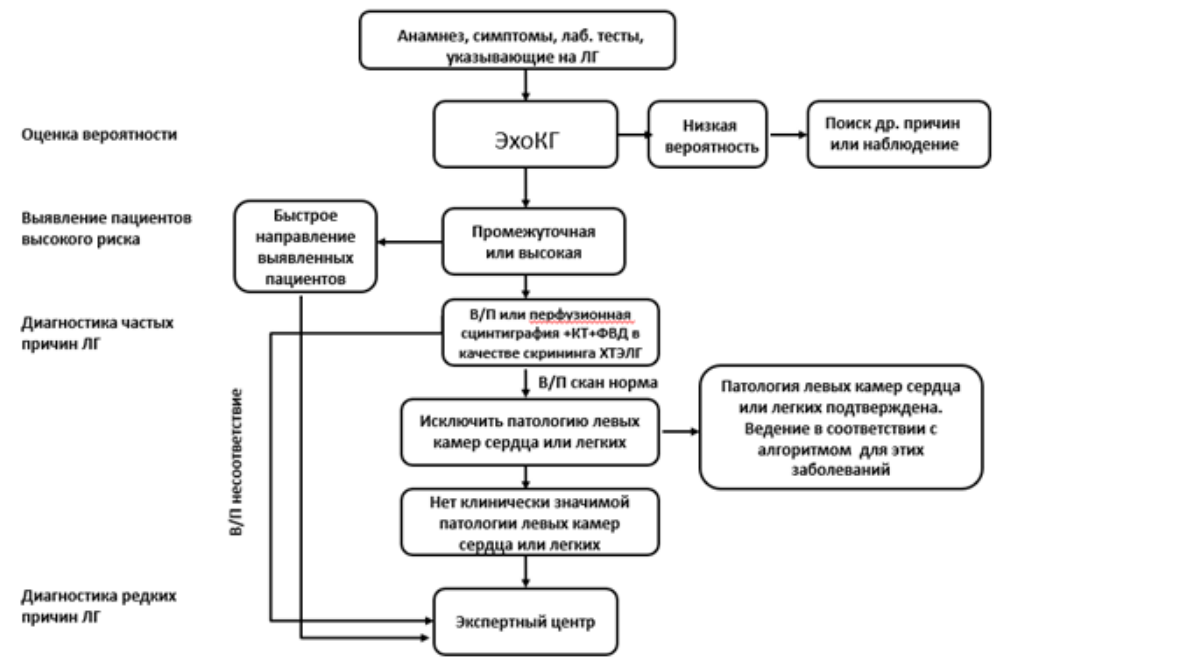 Анамнез, симптомы, лаб. тесты,
указывающие на ЛГ
Оценка вероятности
ЭхоКГ
Низкая
вероятность
Поиск др. причин
или наблюдение
Выявление пациентов
высокого риска
Быстрое
направление
выявленных
пациентов
Промежуточная
или высокая
Диагностика частых
причин ЛГ
В/П или перфузионная
сцинтиграфия +КТ+ФВД в
качестве скрининга ХТЭЛГ
В/П скан норма
Исключить патологию левых
камер сердца или легких
Патология левых камер сердца
или легких подтверждена.
Ведение в соответствии с
алгоритмом для этих
заболеваний
В/П несоответствие
Нет клинически значимой
патологии левых камер
сердца или легких
Диагностика редких
причин ЛГ
Экспертный центр